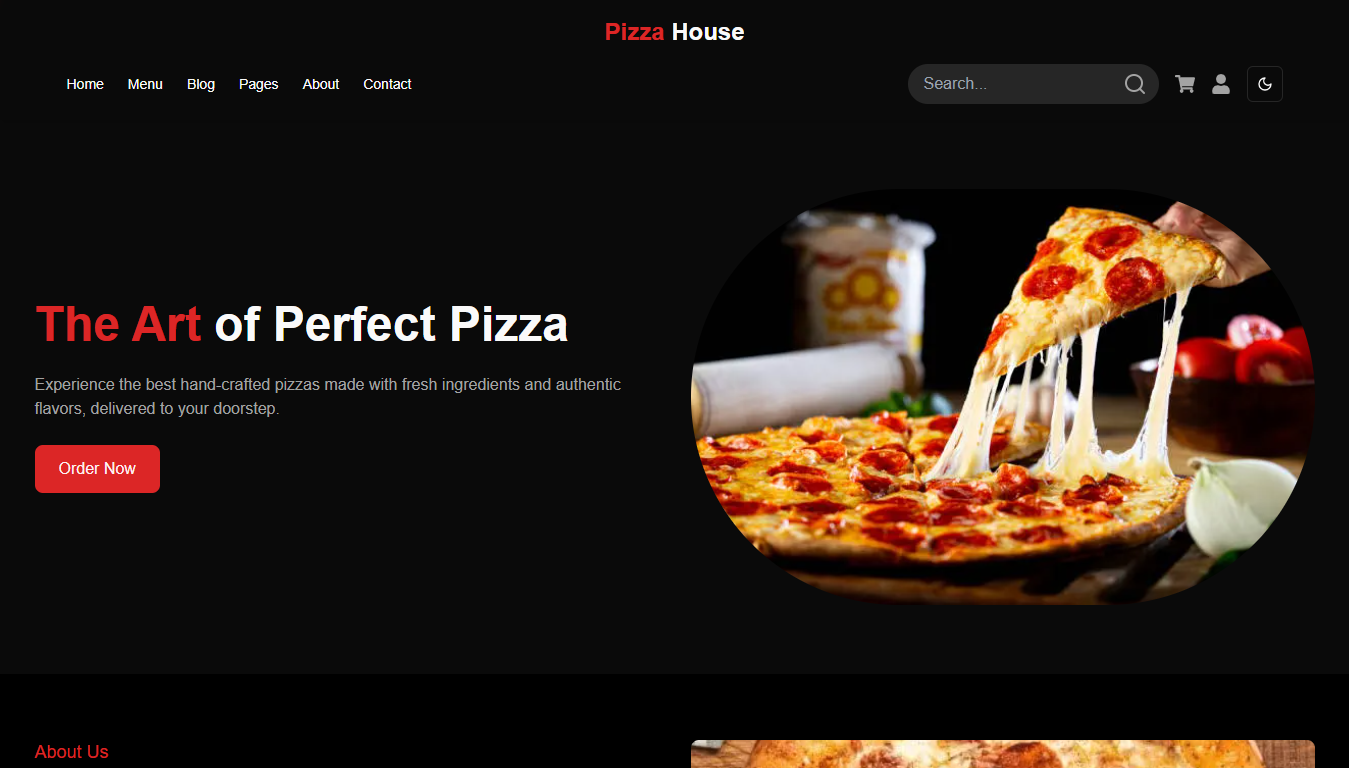 Pizza House
Home Menu Blog Pages About Contact
Search...
The Art of Perfect Pizza
Experience the best hand-crafted pizzas made with fresh ingredients and authentic
flavors, delivered to your doorstep.
Order Now
About Us